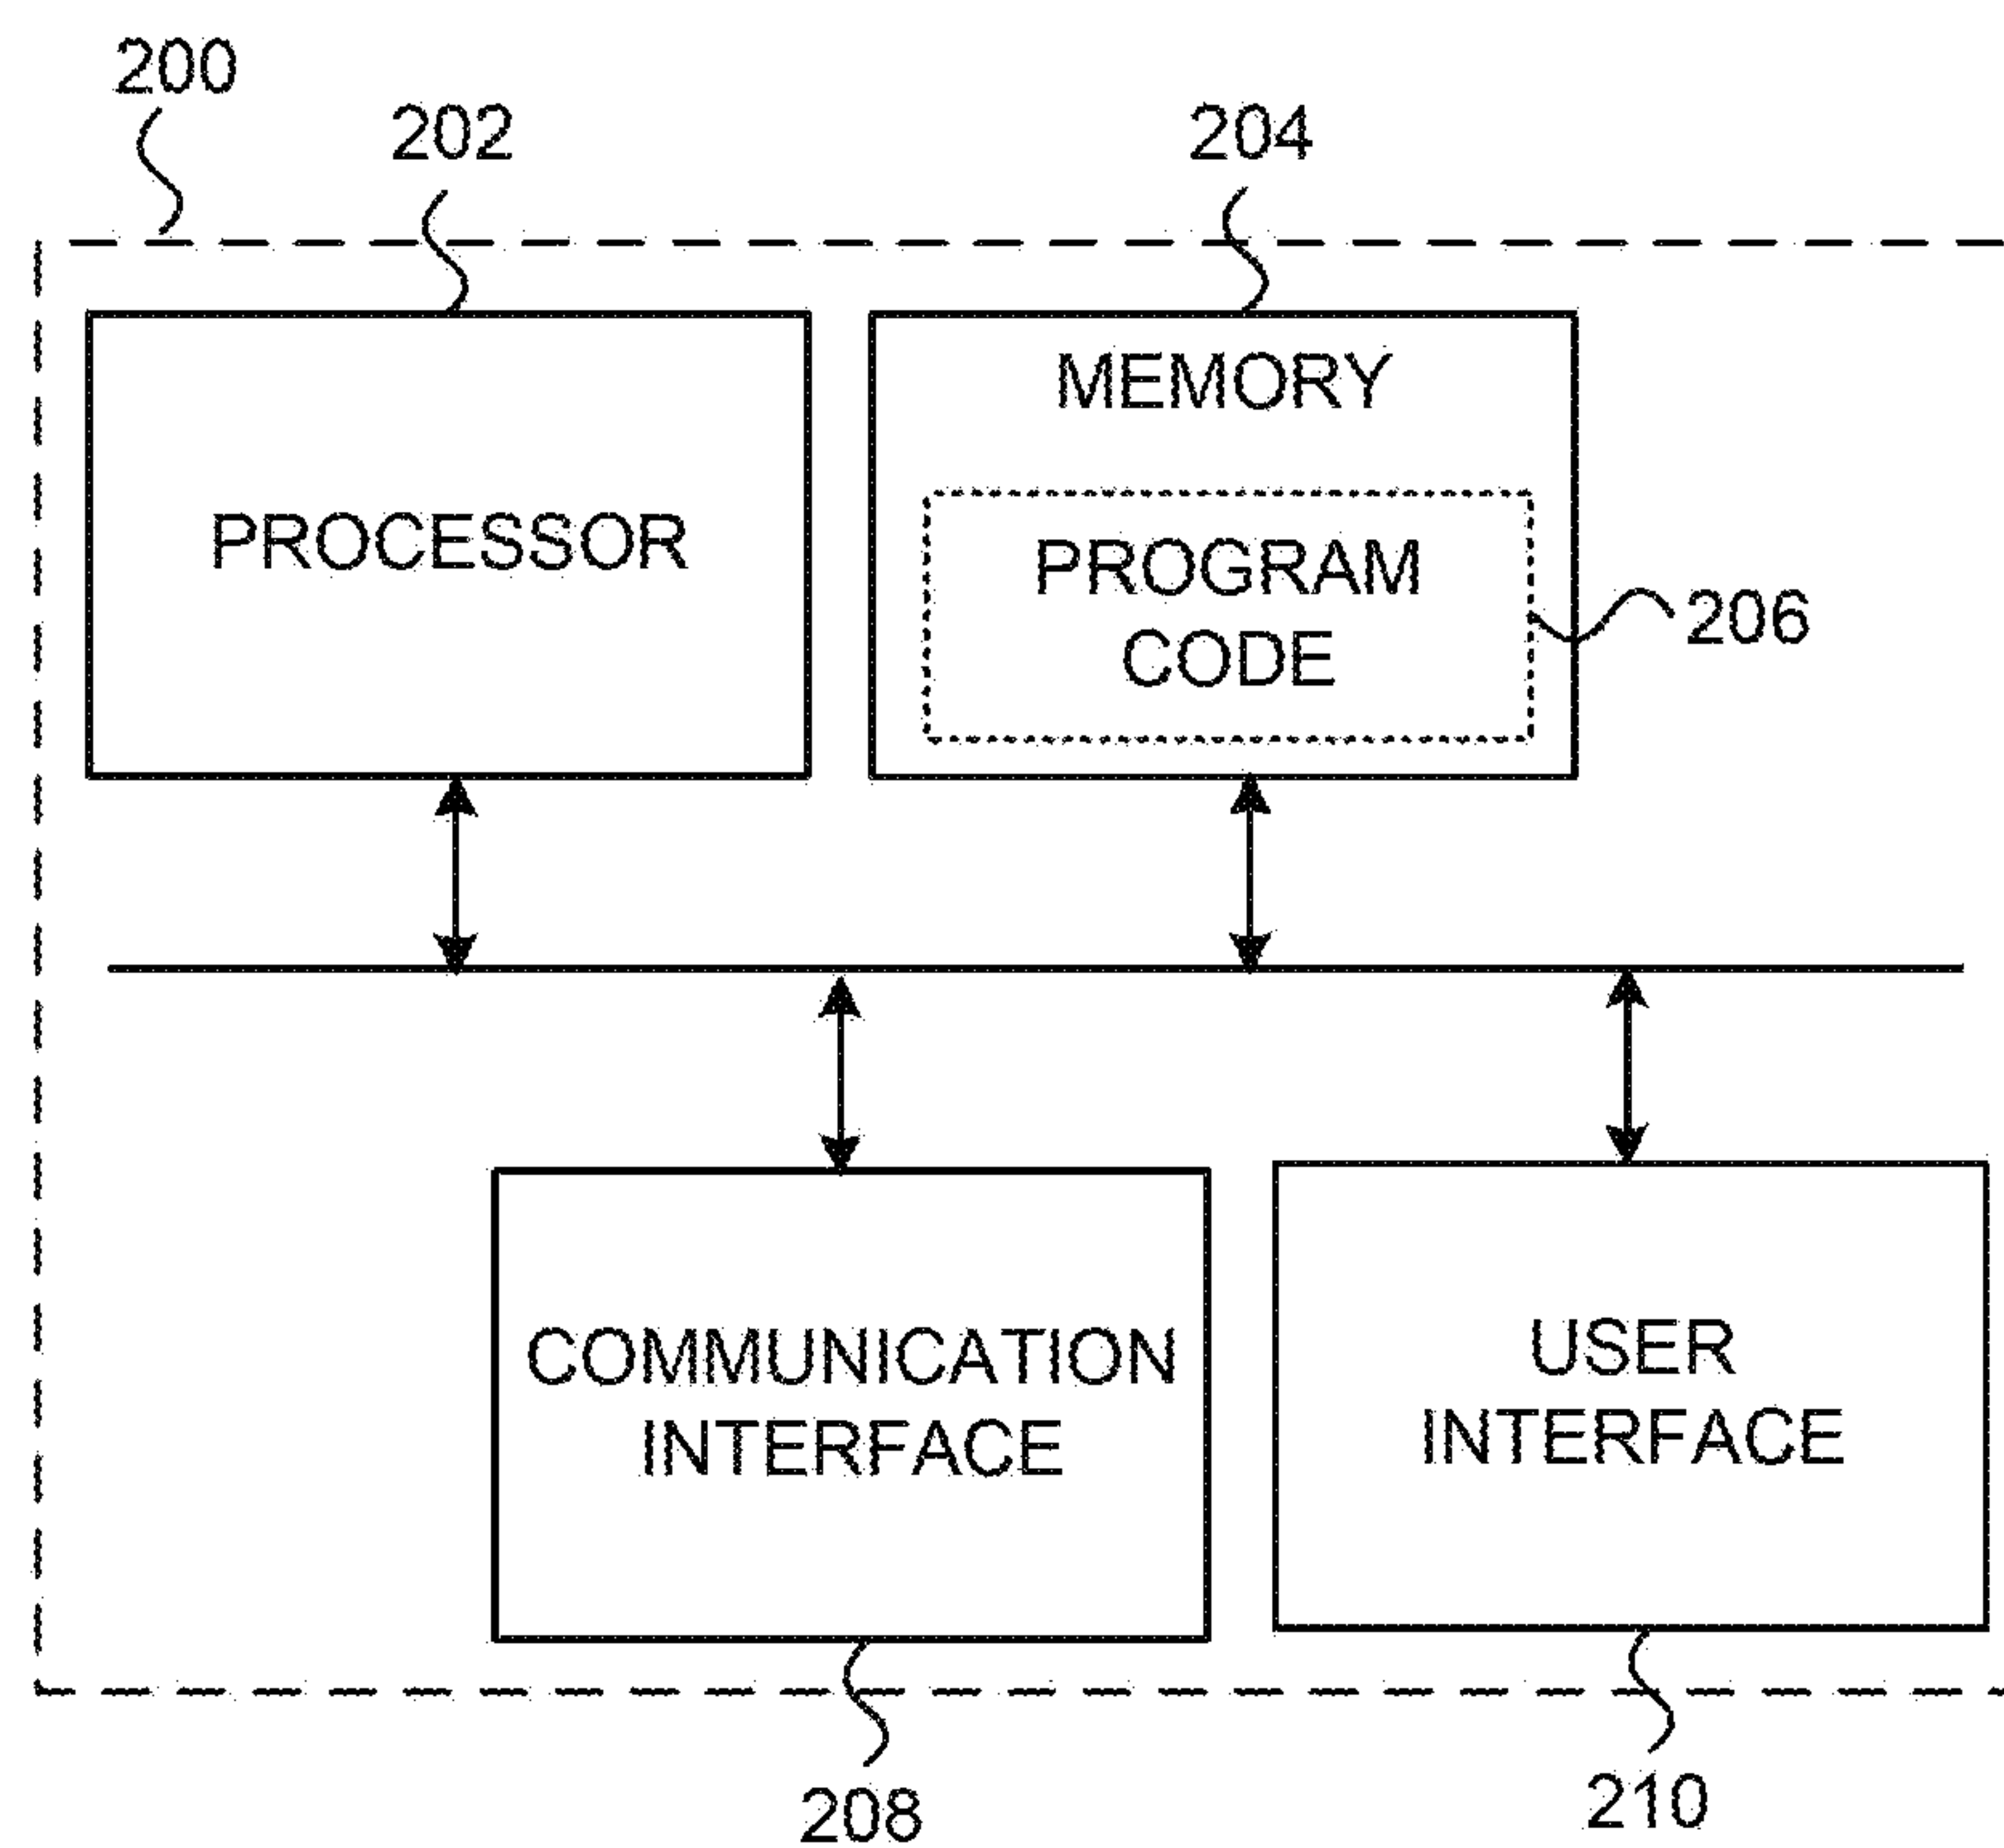 200
202
204
MEMORY
PROCESSOR
PROGRAM
CODE
206
COMMUNICATION
INTERFACE
USER
INTERFACE
208
210